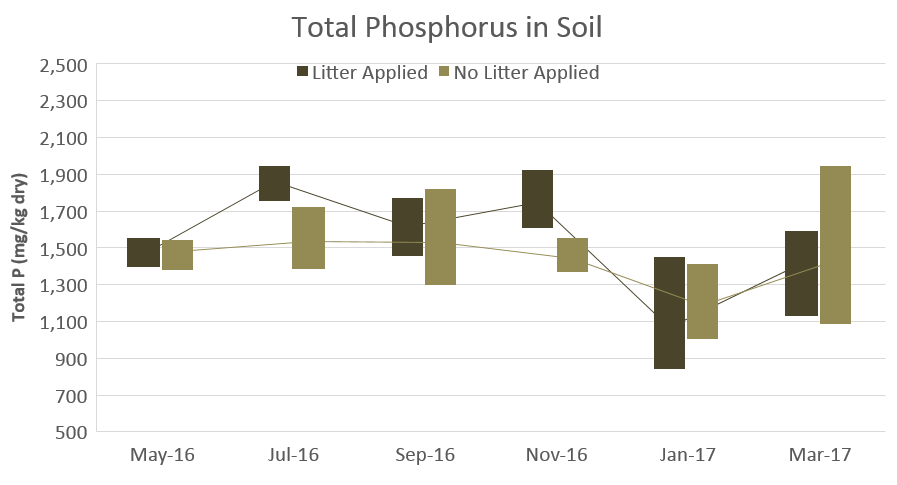 Total Phosphorus in Soil
Litter Applied No Litter Applied
Total P (mg/kg dry)
2,500
2,300
2,100
1,900
1,700
1,500
1,300
1,100
900
700
500
May-16 Jul-16 Sep-16 Nov-16 Jan-17 Mar-17